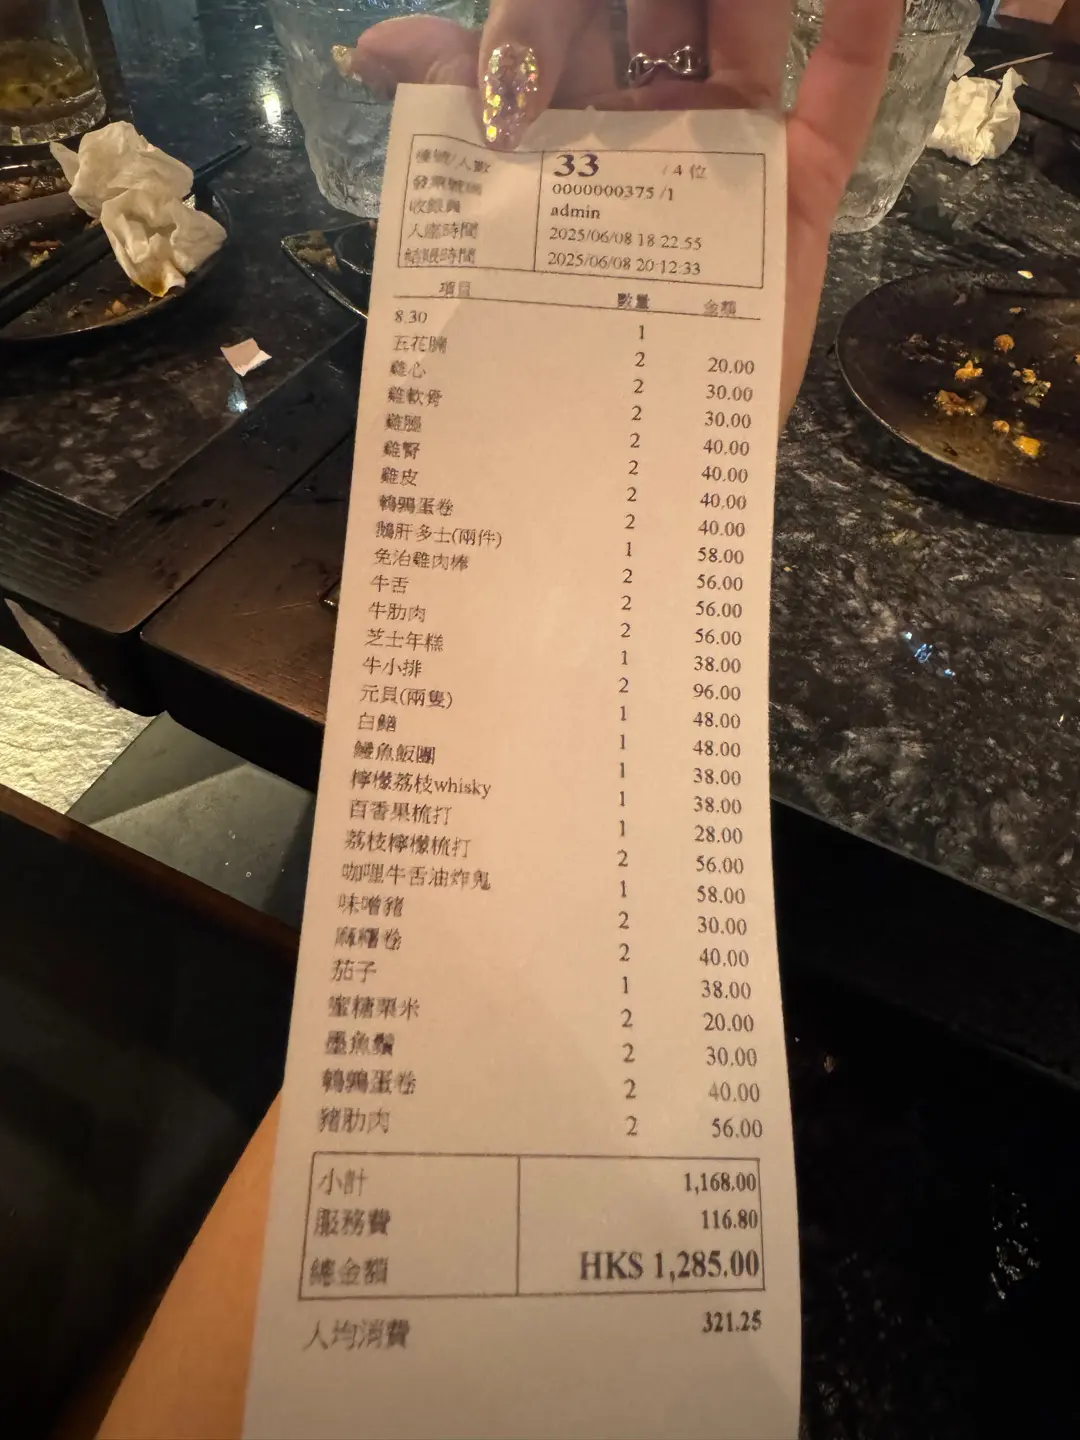 檯號/人數 33 / 4 位
發票號碼 0000000375 /1
收銀員 admin
入座時間 2025/06/08 18:22:55
結賬時間 2025/06/08 20:12:33
項目 數量 金額
8.30 1
五花腩 2 20.00
雞心 2 30.00
雞軟骨 2 30.00
雞腿 2 40.00
雞腎 2 40.00
雞皮 2 40.00
鵪鶉蛋卷 2 40.00
鵝肝多士(兩件) 1 58.00
免治雞肉棒 2 56.00
牛舌 2 56.00
牛肋肉 2 56.00
芝士年糕 1 38.00
牛小排 2 96.00
元貝(兩隻) 1 48.00
白鱔 1 48.00
鰻魚飯團 1 38.00
檸檬荔枝whisky 1 38.00
百香果梳打 1 28.00
荔枝檸檬梳打 2 56.00
咖哩牛舌油炸鬼 1 58.00
味噌豬 2 30.00
麻糬卷 2 40.00
茄子 1 38.00
蜜糖粟米 2 20.00
墨魚鬚 2 30.00
鵪鶉蛋卷 2 40.00
豬肋肉 2 56.00
小計 1,168.00
服務費 116.80
總金額 HK$ 1,285.00
人均消費 321.25